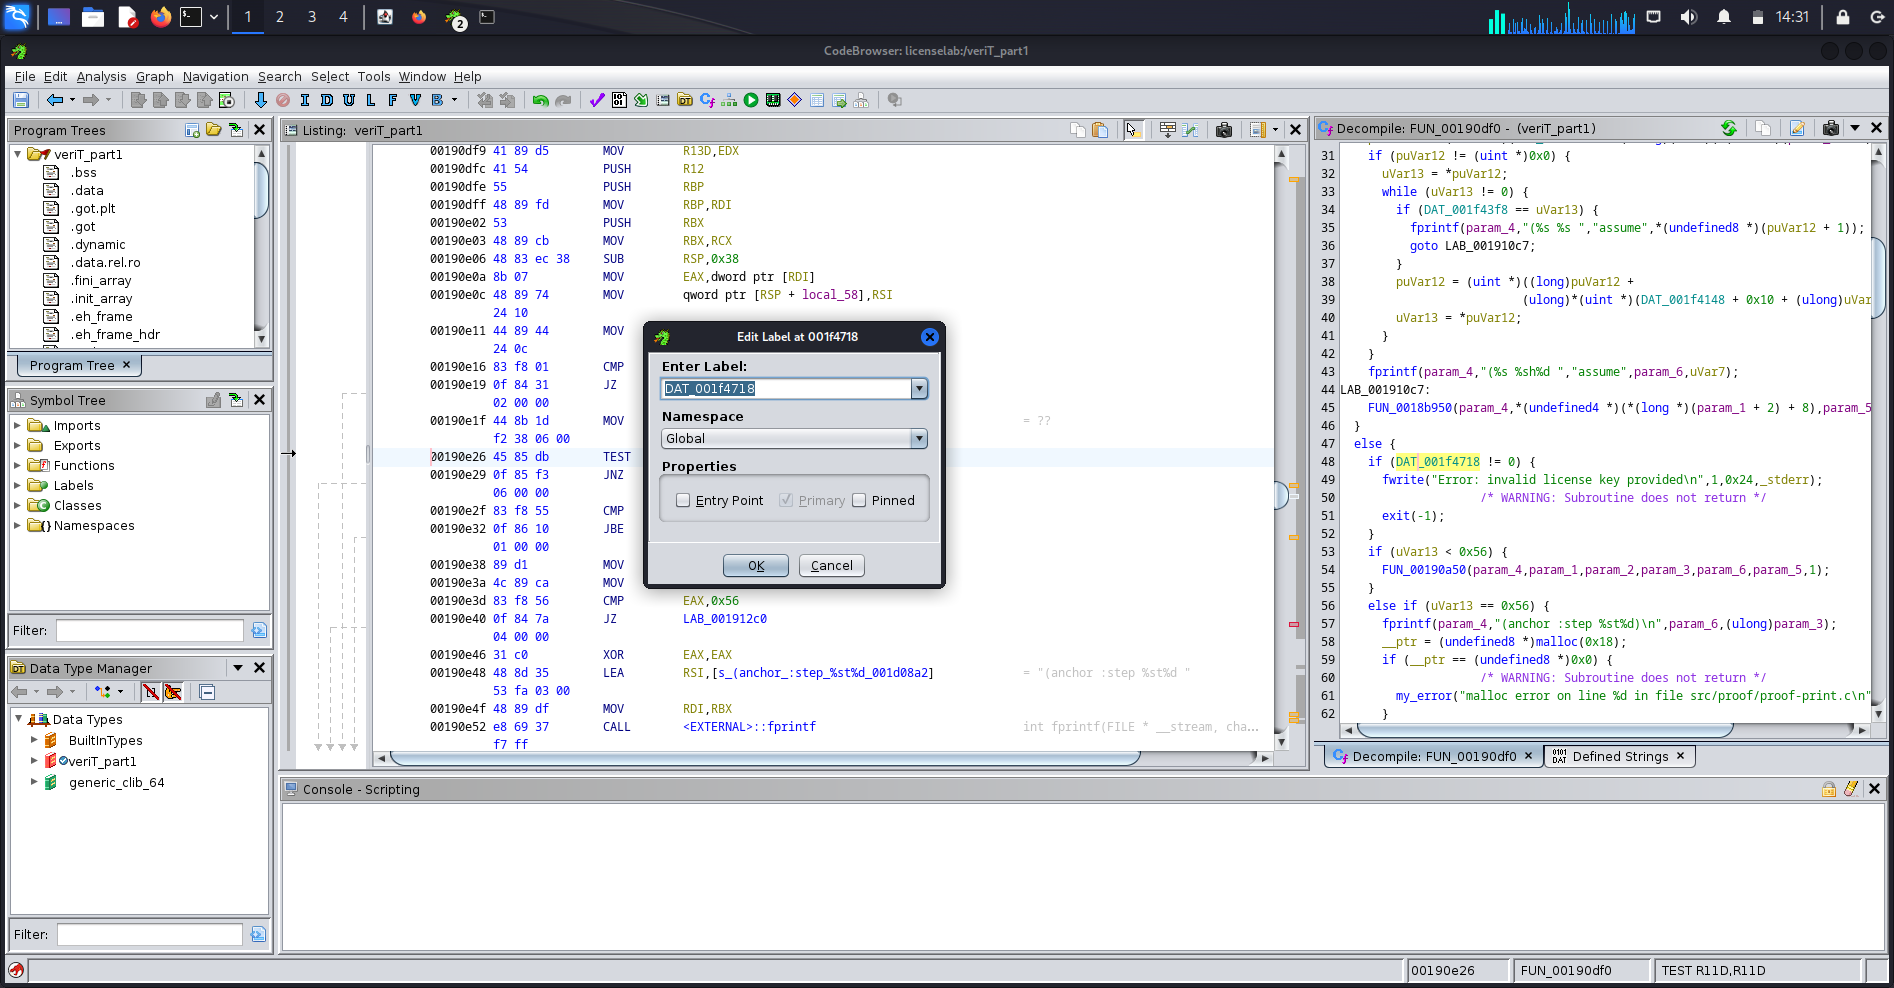 1 2 3 4 2 14:31
CodeBrowser: licenselab:/veriT_part1
File Edit Analysis Graph Navigation Search Select Tools Window Help
I D U L F V B
Program Trees
veriT_part1
.bss
.data
.got.plt
.got
.dynamic
.data.rel.ro
.fini_array
.init_array
.eh_frame
.eh_frame_hdr
Program Tree
Symbol Tree
Imports
Exports
Functions
Labels
Classes
Namespaces
Filter:
Data Type Manager
Data Types
BuiltInTypes
veriT_part1
generic_clib_64
Filter:
Listing: veriT_part1
00190df9 41 89 d5 MOV R13D,EDX
00190dfc 41 54 PUSH R12
00190dfe 55 PUSH RBP
00190dff 48 89 fd MOV RBP,RDI
00190e02 53 PUSH RBX
00190e03 48 89 cb MOV RBX,RCX
00190e06 48 83 ec 38 SUB RSP,0x38
00190e0a 8b 07 MOV EAX,dword ptr [RDI]
00190e0c 48 89 74 MOV qword ptr [RSP + local_58],RSI
24 10
00190e11 44 89 44 MOV
24 0c
00190e16 83 f8 01 CMP
00190e19 0f 84 31 JZ
02 00 00
00190e1f 44 8b 1d MOV = ??
f2 38 06 00
00190e26 45 85 db TEST
00190e29 0f 85 f3 JNZ
06 00 00
00190e2f 83 f8 55 CMP
00190e32 0f 86 10 JBE
01 00 00
00190e38 89 d1 MOV
00190e3a 4c 89 ca MOV
00190e3d 83 f8 56 CMP EAX,0x56
00190e40 0f 84 7a JZ LAB_001912c0
04 00 00
00190e46 31 c0 XOR EAX,EAX
00190e48 48 8d 35 LEA RSI,[s_(anchor_:step_%st%d_001d08a2] = "(anchor :step %st%d "
53 fa 03 00
00190e4f 48 89 df MOV RDI,RBX
00190e52 e8 69 37 CALL <EXTERNAL>::fprintf int fprintf(FILE * __stream, cha...
f7 ff
Edit Label at 001f4718
Enter Label:
DAT_001f4718
Namespace
Global
Properties
Entry Point Primary Pinned
OK Cancel
Decompile: FUN_00190df0 - (veriT_part1)
31 if (puVar12 != (uint *)0x0) {
32 uVar13 = *puVar12;
33 while (uVar13 != 0) {
34 if (DAT_001f43f8 == uVar13) {
35 fprintf(param_4,"(%s %s ","assume",*(undefined8 *)(puVar12 + 1));
36 goto LAB_001910c7;
37 }
38 puVar12 = (uint *)((long)puVar12 +
39 (ulong)*(uint *)(DAT_001f4148 + 0x10 + (ulong)uVar
40 uVar13 = *puVar12;
41 }
42 }
43 fprintf(param_4,"(%s %sh%d ","assume",param_6,uVar7);
44 LAB_001910c7:
45 FUN_0018b950(param_4,*(undefined4 *)(*(long *)(param_1 + 2) + 8),param_5
46 }
47 else {
48 if (DAT_001f4718 != 0) {
49 fwrite("Error: invalid license key provided\n",1,0x24,_stderr);
50 /* WARNING: Subroutine does not return */
51 exit(-1);
52 }
53 if (uVar13 < 0x56) {
54 FUN_00190a50(param_4,param_1,param_2,param_3,param_6,param_5,1);
55 }
56 else if (uVar13 == 0x56) {
57 fprintf(param_4,"(anchor :step %st%d)\n",param_6,(ulong)param_3);
58 __ptr = (undefined8 *)malloc(0x18);
59 if (__ptr == (undefined8 *)0x0) {
60 /* WARNING: Subroutine does not return */
61 my_error("malloc error on line %d in file src/proof/proof-print.c\n"
62 }
Decompile: FUN_00190df0 Defined Strings
Console - Scripting
00190e26 FUN_00190df0 TEST R11D,R11D